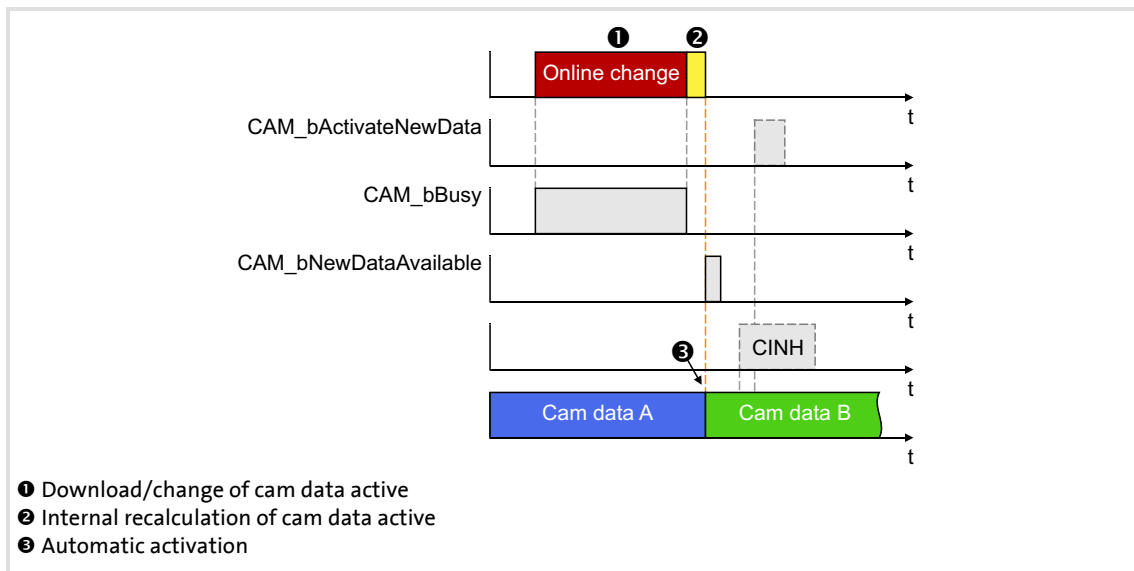 ❶ ❷
Online change
t
CAM_bActivateNewData
t
CAM_bBusy
t
CAM_bNewDataAvailable
t
CINH
❸
t
Cam data A Cam data B
t
❶ Download/change of cam data active
❷ Internal recalculation of cam data active
❸ Automatic activation